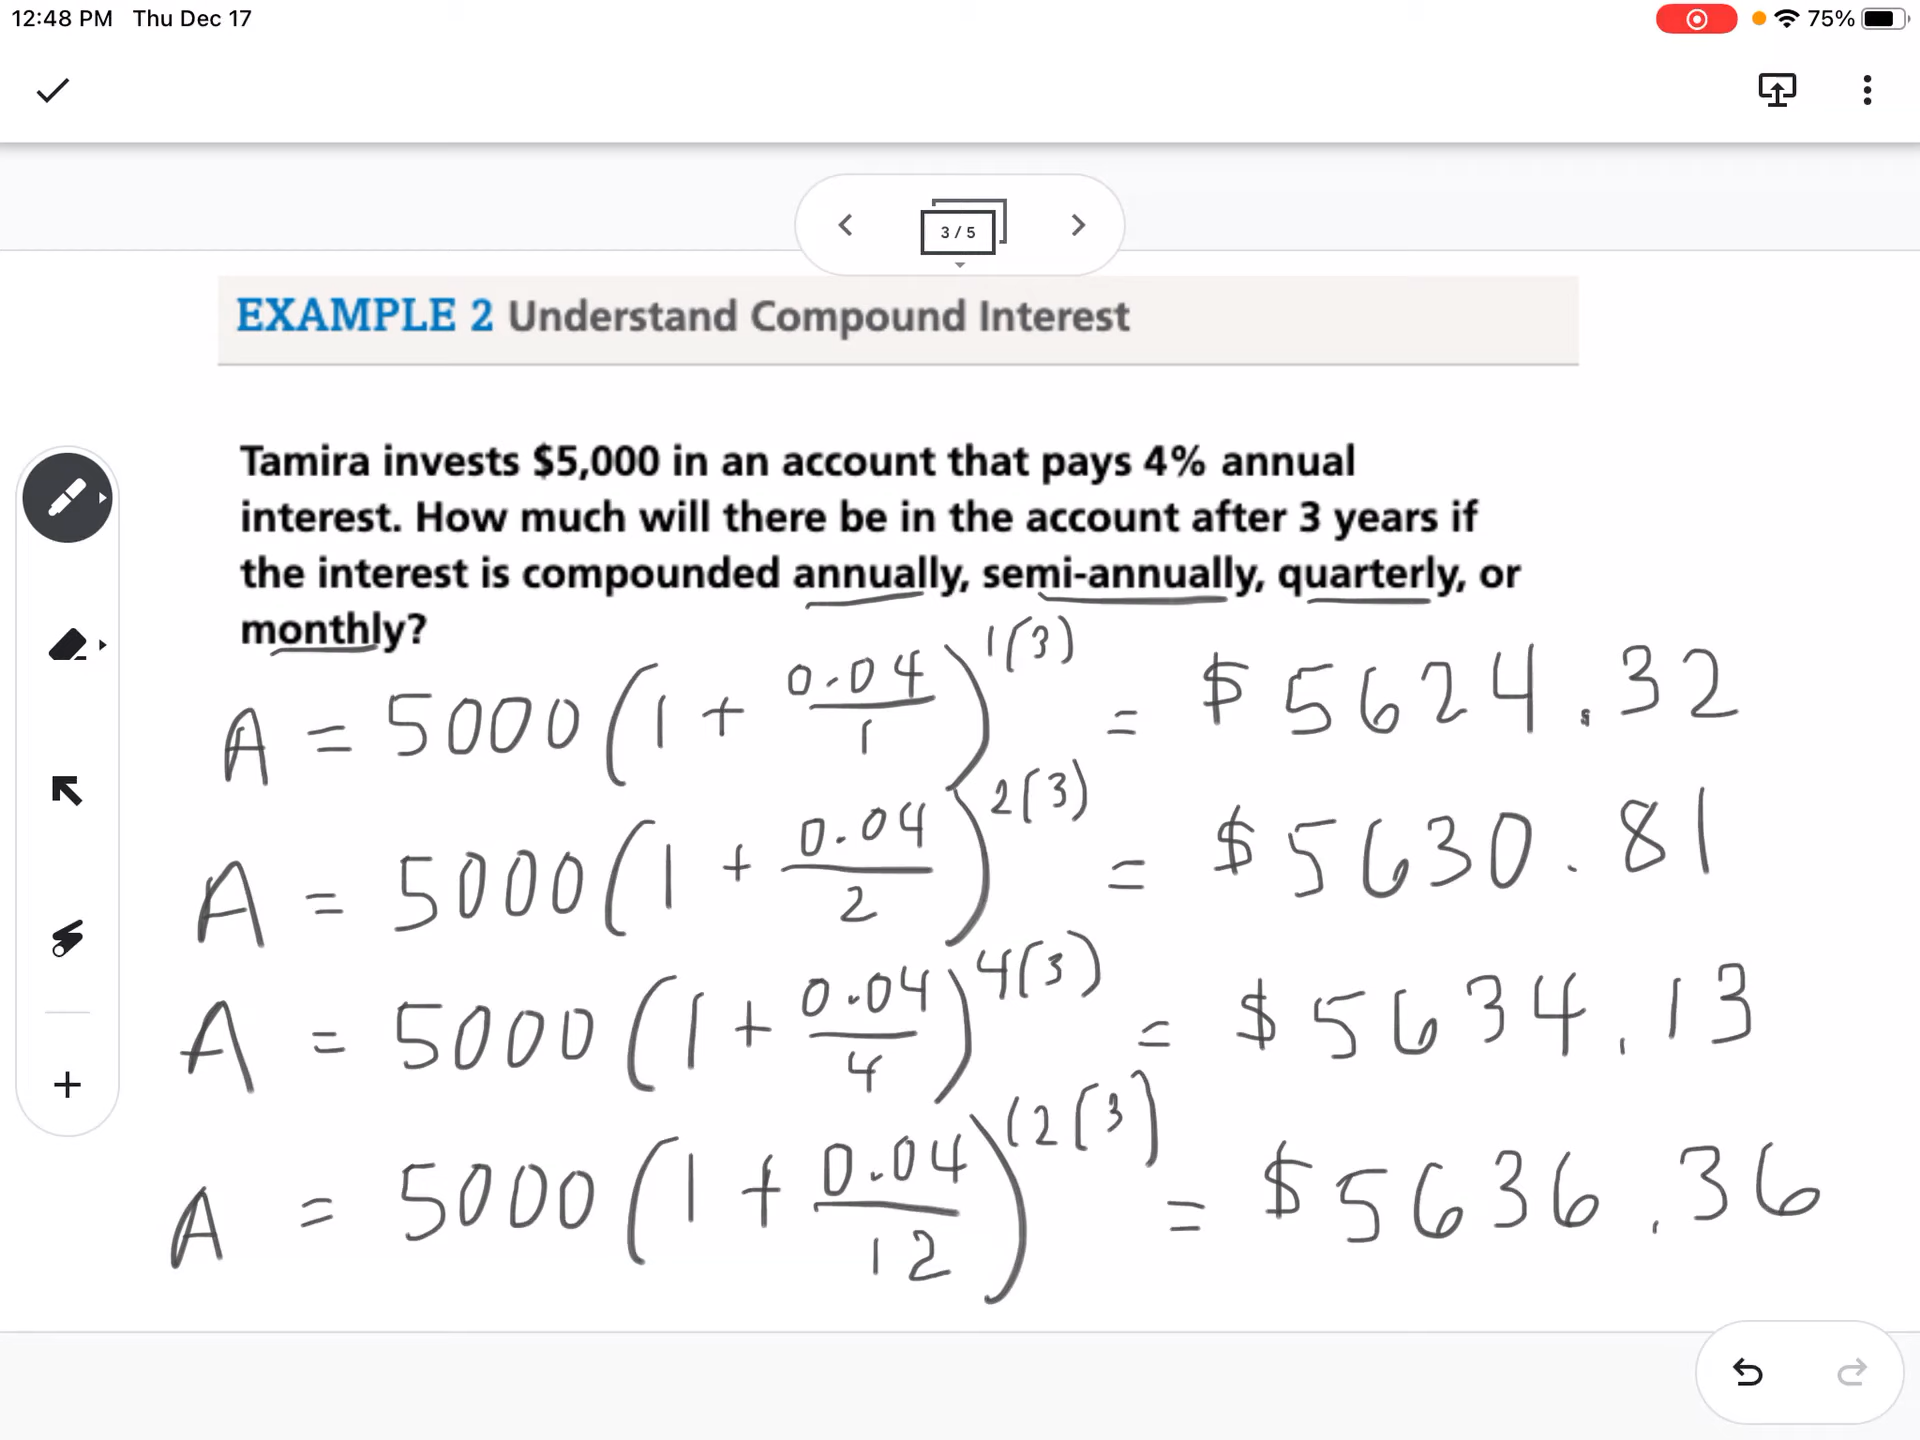 12:48 PM Thu Dec 17 75%
3 / 5
EXAMPLE 2 Understand Compound Interest
Tamira invests $5,000 in an account that pays 4% annual
interest. How much will there be in the account after 3 years if
the interest is compounded annually, semi-annually, quarterly, or
monthly?
A = 5000 (1 + 0.04/1)^1(3) = $5624.32
A = 5000 (1 + 0.04/2)^2(3) = $5630.81
A = 5000 (1 + 0.04/4)^4(3) = $5634.13
A = 5000 (1 + 0.04/12)^12(3) = $5636.36